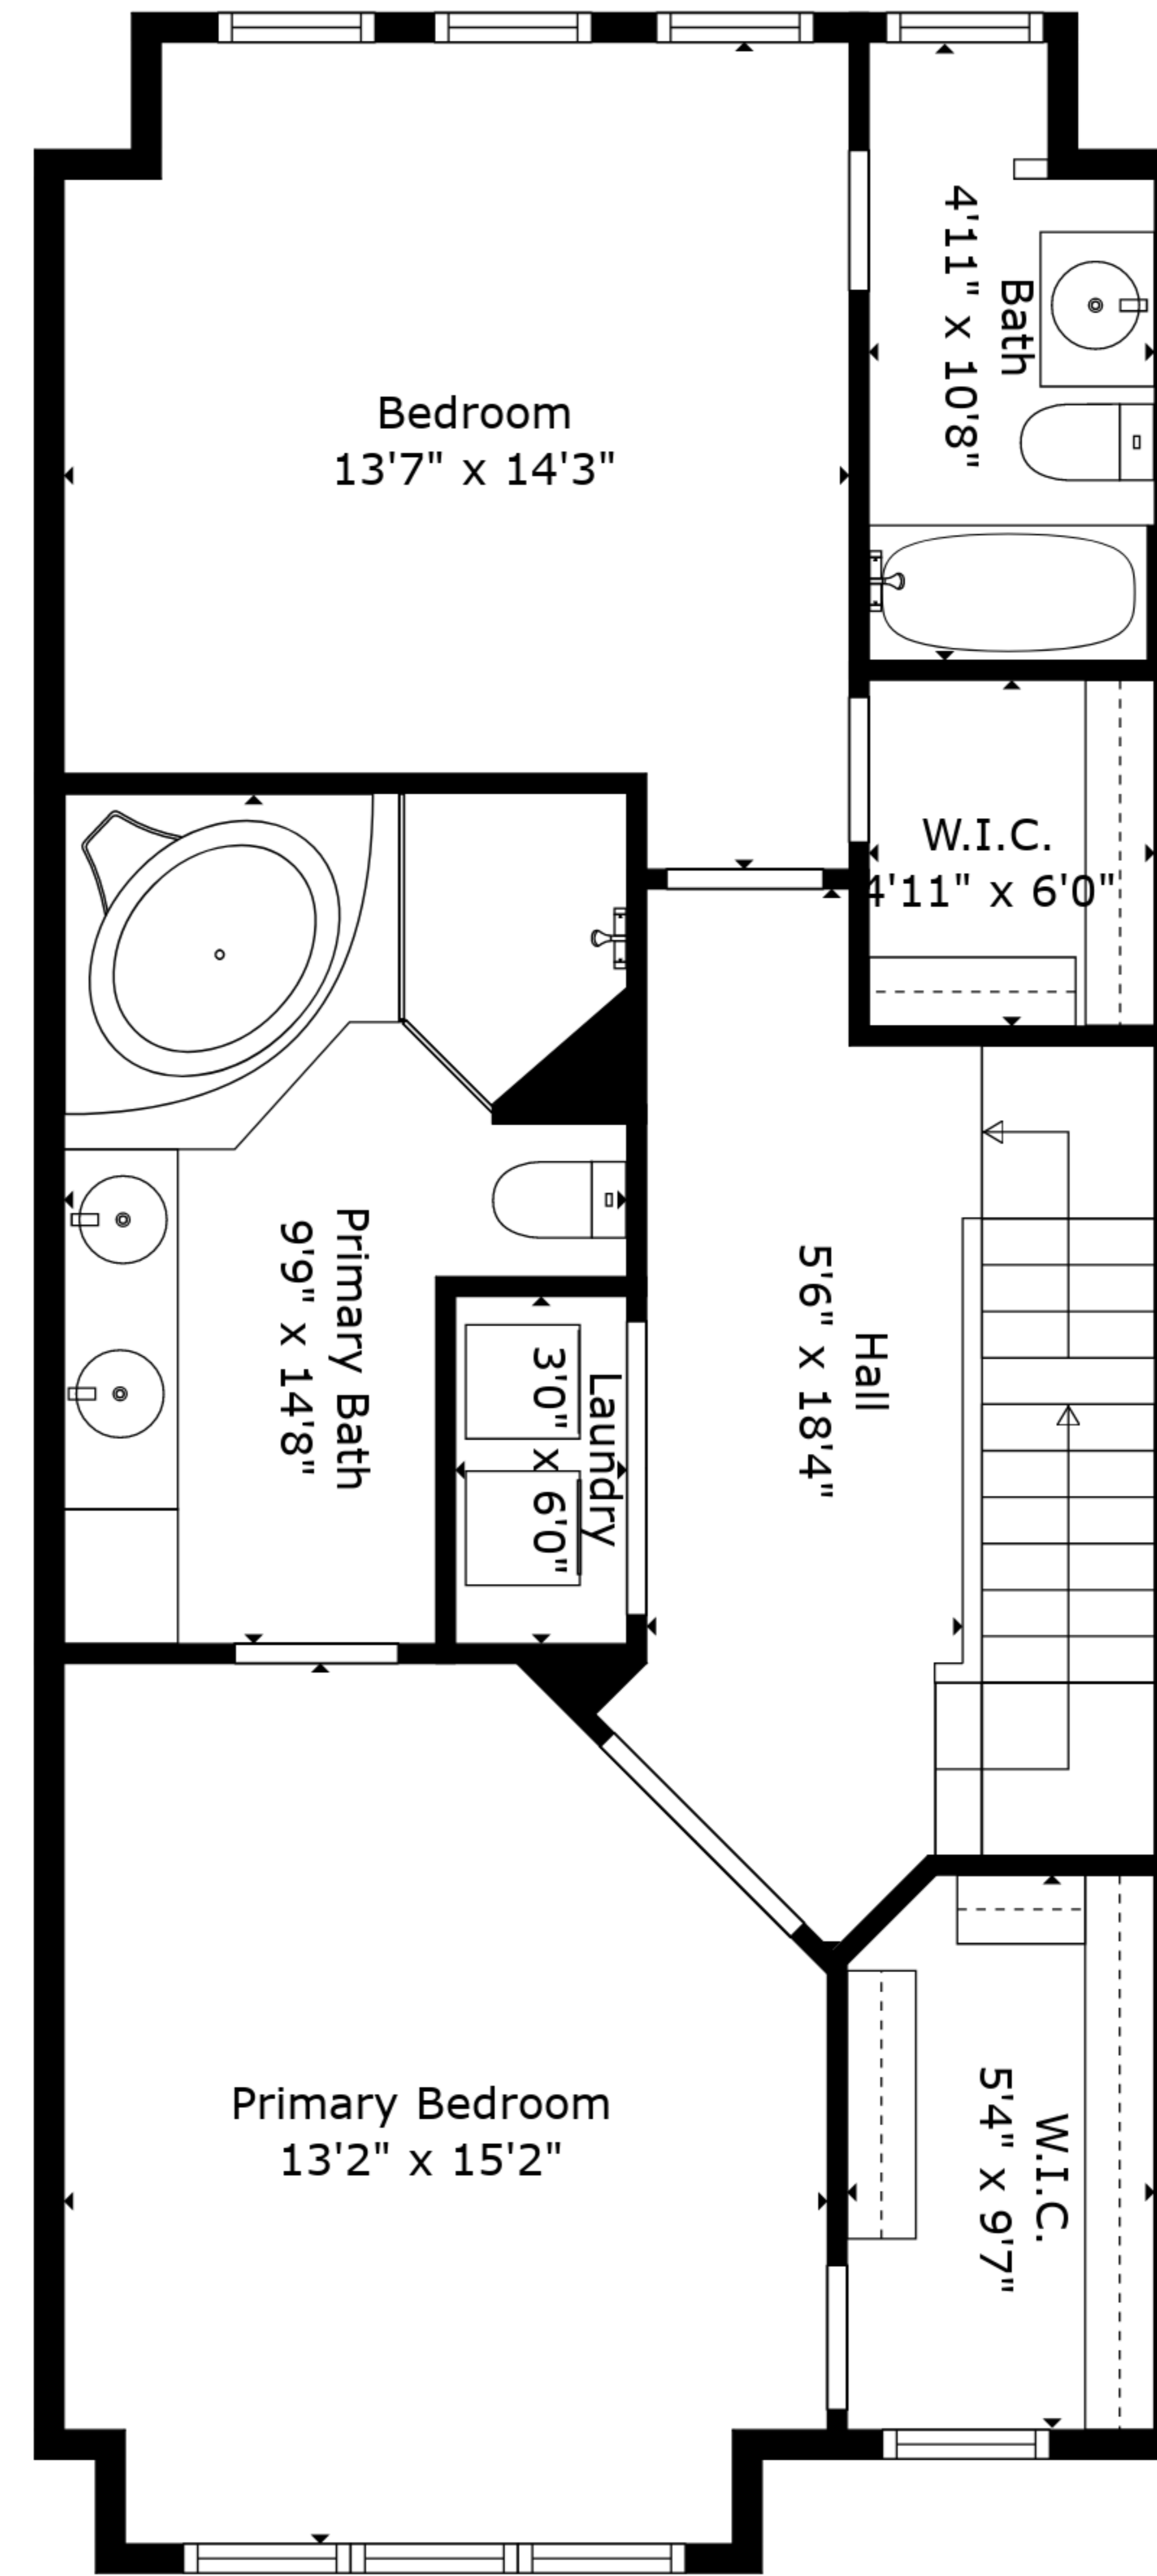 Bath
4'11" x 10'8"
Bedroom
13'7" x 14'3"
W.I.C.
4'11" x 6'0"
Primary Bath
9'9" x 14'8"
Laundry
3'0" x 6'0"
Hall
5'6" x 18'4"
Primary Bedroom
13'2" x 15'2"
W.I.C.
5'4" x 9'7"